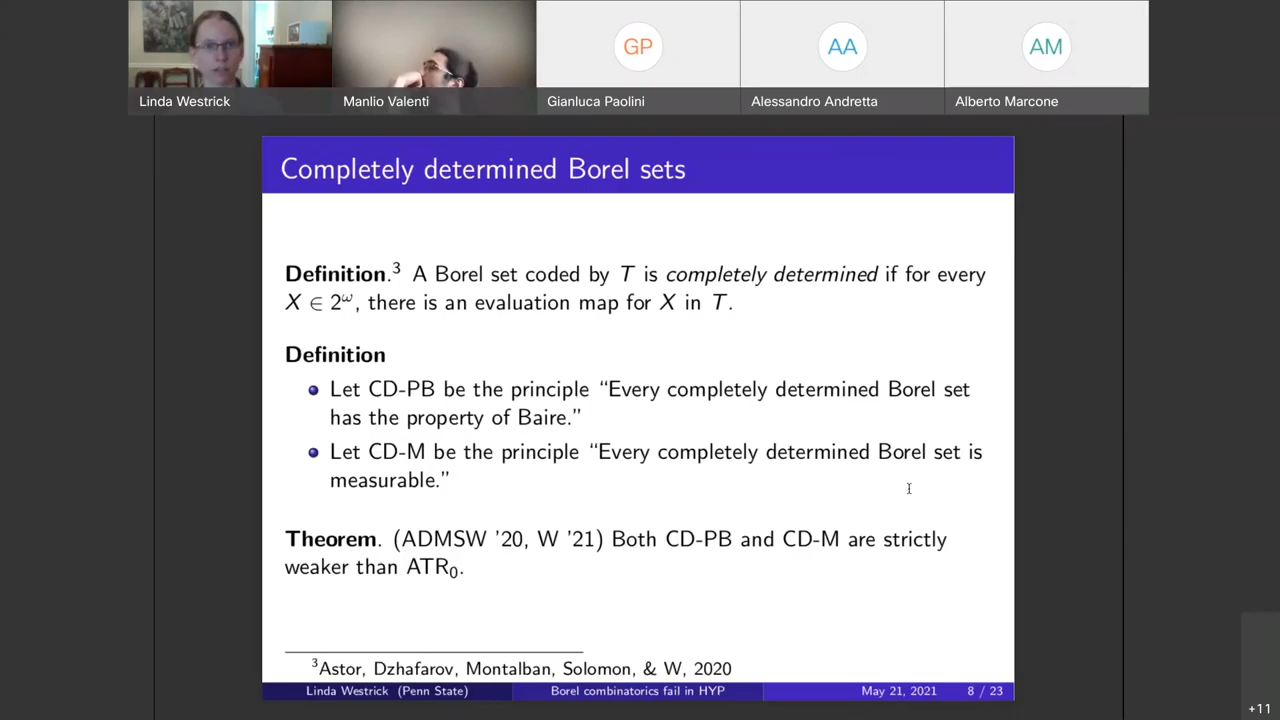 GP
AA
AM
Linda Westrick
Manlio Valenti
Gianluca Paolini
Alessandro Andretta
Alberto Marcone
Completely determined Borel sets
Definition.³ A Borel set coded by T is completely determined if for every
X ∈ 2^ω, there is an evaluation map for X in T.
Definition
Let CD-PB be the principle “Every completely determined Borel set
has the property of Baire.”
Let CD-M be the principle “Every completely determined Borel set is
measurable.”
Theorem. (ADMSW ’20, W ’21) Both CD-PB and CD-M are strictly
weaker than ATR₀.
³Astor, Dzhafarov, Montalban, Solomon, & W, 2020
Linda Westrick (Penn State)
Borel combinatorics fail in HYP
May 21, 2021
8 / 23
+11